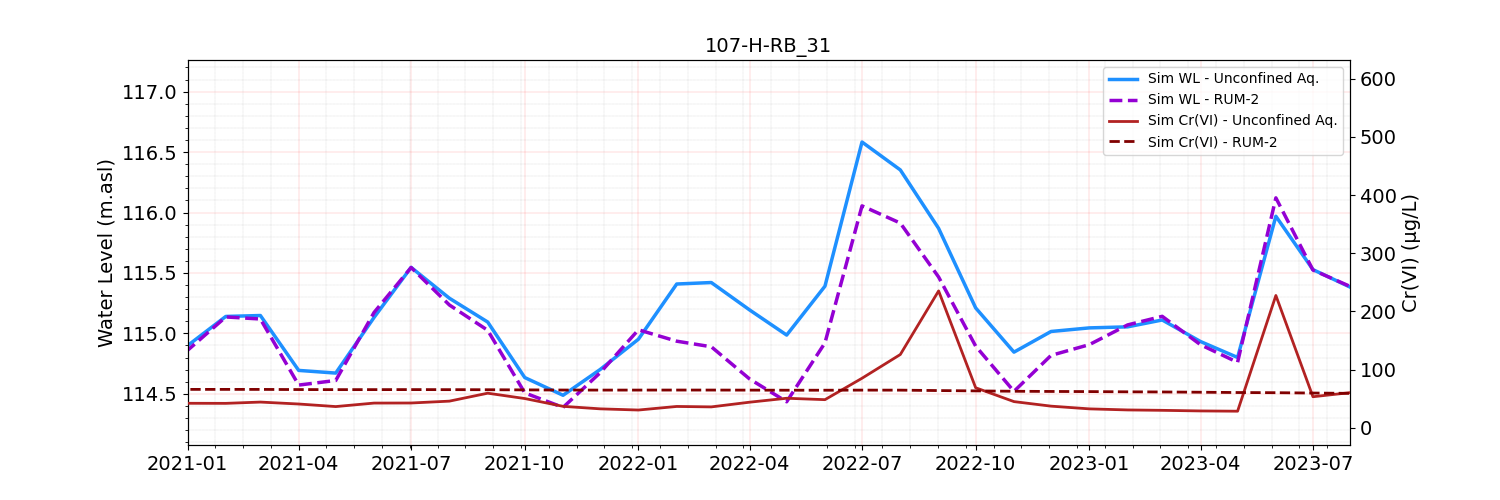 107-H-RB_31
Water Level (m.asl)
117.0
116.5
116.0
115.5
115.0
114.5
Sim WL - Unconfined Aq.
Sim WL - RUM-2
Sim Cr(VI) - Unconfined Aq.
Sim Cr(VI) - RUM-2
600
500
400
300
200
100
0
Cr(VI) (μg/L)
2021-01 2021-04 2021-07 2021-10 2022-01 2022-04 2022-07 2022-10 2023-01 2023-04 2023-07